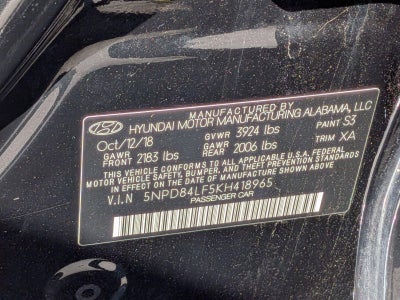 MANUFACTURED BY
HYUNDAI MOTOR MANUFACTURING ALABAMA, LLC
Oct/12/18 GVWR 3924 lbs PAINT S3
GAWR FRONT 2183 lbs GAWR REAR 2006 lbs TRIM XA
THIS VEHICLE CONFORMS TO ALL APPLICABLE FEDERAL
MOTOR VEHICLE SAFETY, BUMPER, AND THEFT PREVENTION STANDARDS
IN EFFECT ON THE DATE OF MANUFACTURE SHOWN ABOVE.
V.I.N 5NPD84LF5KH418965
PASSENGER CAR